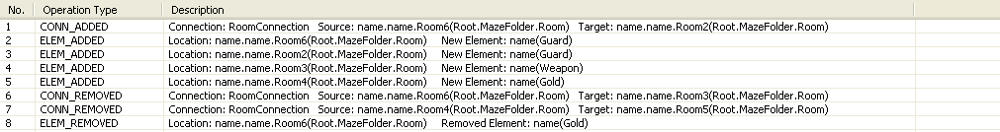 No. Operation Type Description
1 CONN_ADDED Connection: RoomConnection Source: name.name.Room6(Root.MazeFolder.Room) Target: name.name.Room2(Root.MazeFolder.Room)
2 ELEM_ADDED Location: name.name.Room6(Root.MazeFolder.Room) New Element: name(Guard)
3 ELEM_ADDED Location: name.name.Room2(Root.MazeFolder.Room) New Element: name(Guard)
4 ELEM_ADDED Location: name.name.Room3(Root.MazeFolder.Room) New Element: name(Weapon)
5 ELEM_ADDED Location: name.name.Room4(Root.MazeFolder.Room) New Element: name(Gold)
6 CONN_REMOVED Connection: RoomConnection Source: name.name.Room6(Root.MazeFolder.Room) Target: name.name.Room3(Root.MazeFolder.Room)
7 CONN_REMOVED Connection: RoomConnection Source: name.name.Room4(Root.MazeFolder.Room) Target: name.name.Room5(Root.MazeFolder.Room)
8 ELEM_REMOVED Location: name.name.Room6(Root.MazeFolder.Room) Removed Element: name(Gold)